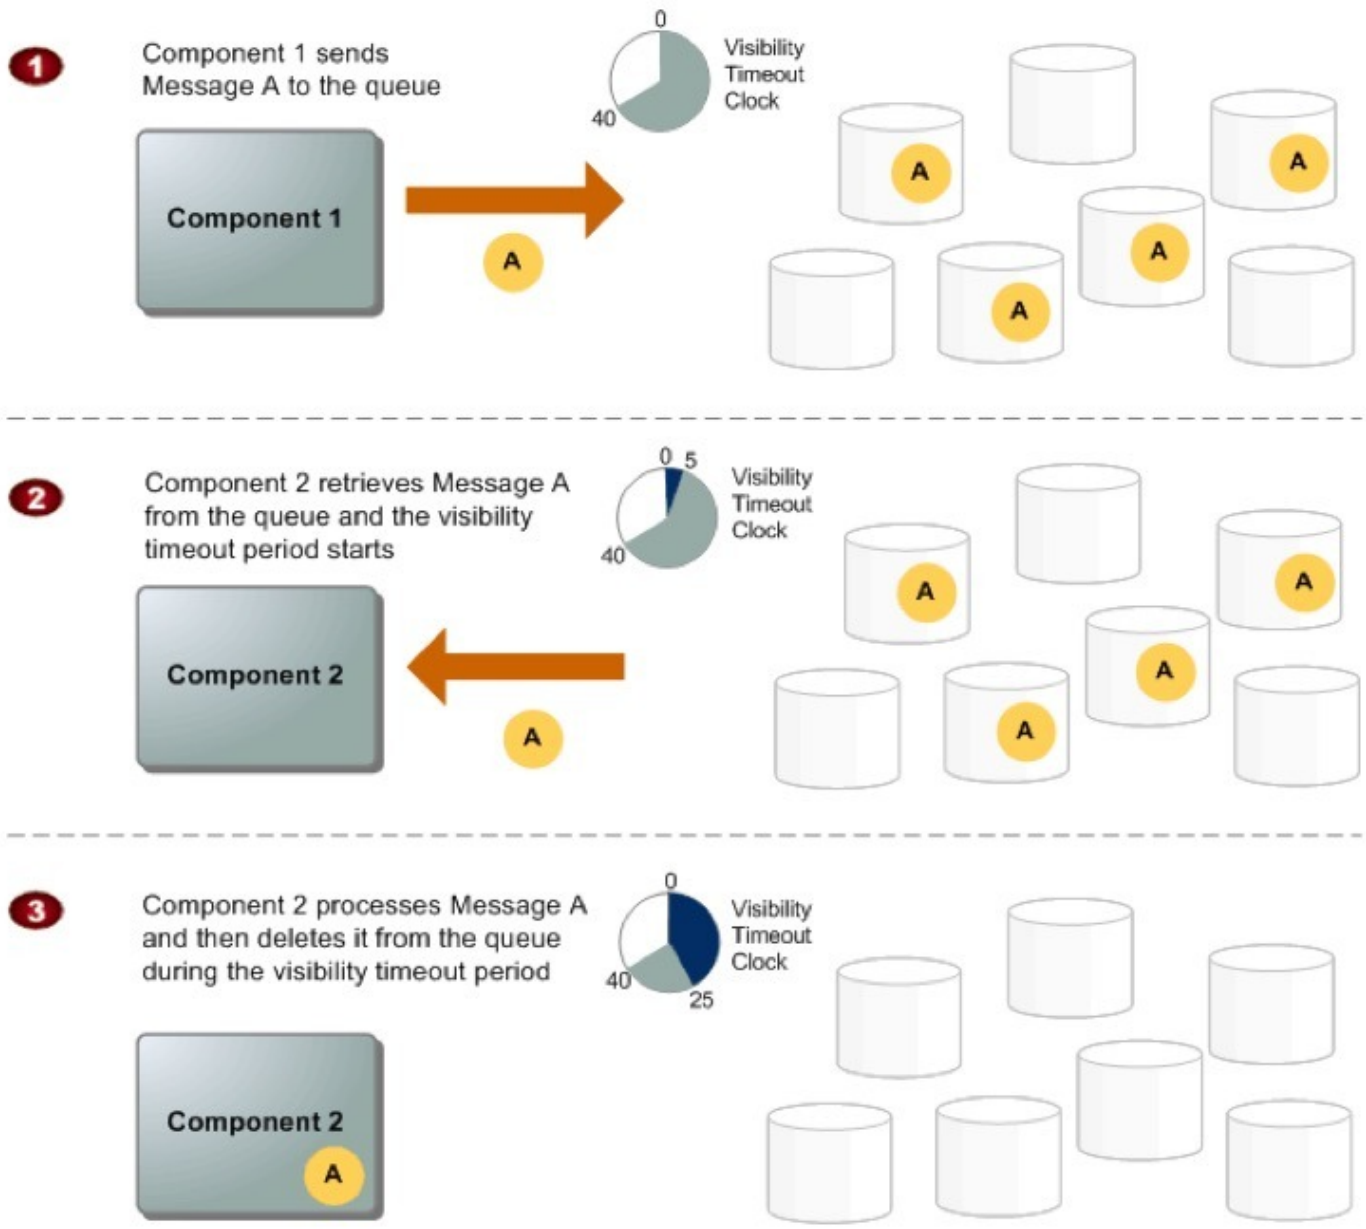 1
Component 1 sends
Message A to the queue
0
40
Visibility
Timeout
Clock
Component 1
A
A
A
A
A
2
Component 2 retrieves Message A
from the queue and the visibility
timeout period starts
0 5
40
Visibility
Timeout
Clock
Component 2
A
A
A
A
A
3
Component 2 processes Message A
and then deletes it from the queue
during the visibility timeout period
0
40
25
Visibility
Timeout
Clock
Component 2
A